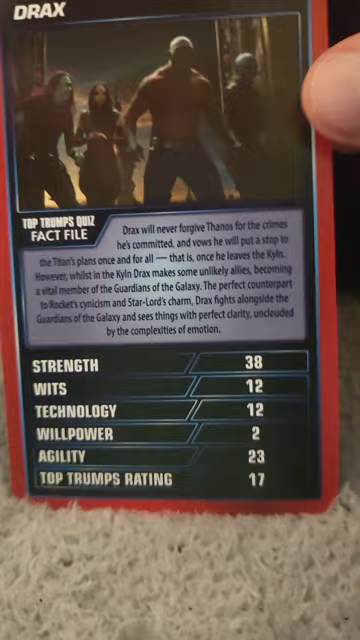 DRAX
TOP TRUMPS QUIZ
FACT FILE
Drax will never forgive Thanos for the crimes
he's committed, and vows he will put a stop to
the Titan's plans once and for all — that is, once he leaves the Kyln.
However, whilst in the Kyln Drax makes some unlikely allies, becoming
a vital member of the Guardians of the Galaxy. The perfect counterpart
to Rocket's cynicism and Star-Lord's charm, Drax fights alongside the
Guardians of the Galaxy and sees things with perfect clarity, unclouded
by the complexities of emotion.
STRENGTH 38
WITS 12
TECHNOLOGY 12
WILLPOWER 2
AGILITY 23
TOP TRUMPS RATING 17